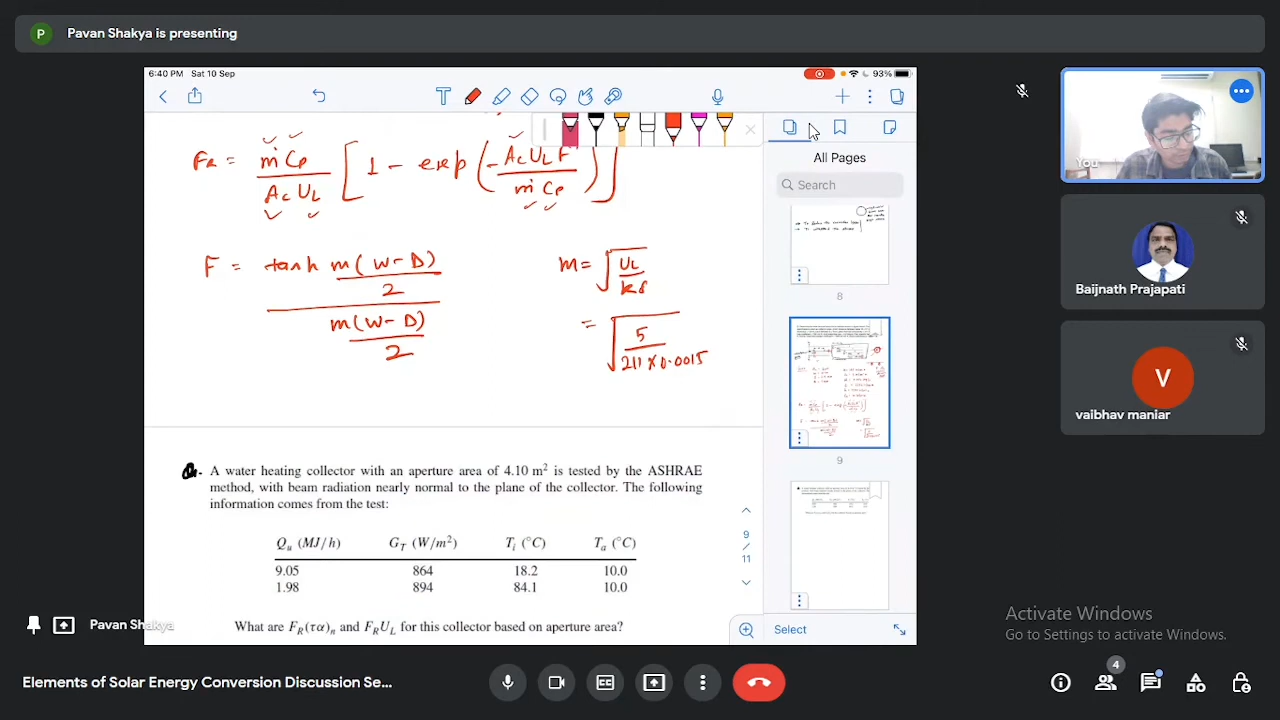 P Pavan Shakya is presenting
6:40 PM Sat 10 Sep
93%
FR = ṁ Cp / Ac UL [ 1 - exp ( - Ac UL F / ṁ Cp ) ]
F = tanh m(W-D)/2 / m(W-D)/2
m = √ UL / kδ
= √ 5 / 211 × 0.0015
Q. A water heating collector with an aperture area of 4.10 m² is tested by the ASHRAE
method, with beam radiation nearly normal to the plane of the collector. The following
information comes from the test:
Qu (MJ/h) GT (W/m²) Ti (°C) Ta (°C)
9.05 864 18.2 10.0
1.98 894 84.1 10.0
What are FR(τα)n and FRUL for this collector based on aperture area?
9
/
11
All Pages
Search
8
9
Select
You
Baijnath Prajapati
V
vaibhav maniar
Pavan Shakya
Activate Windows
Go to Settings to activate Windows.
Elements of Solar Energy Conversion Discussion Se...
4